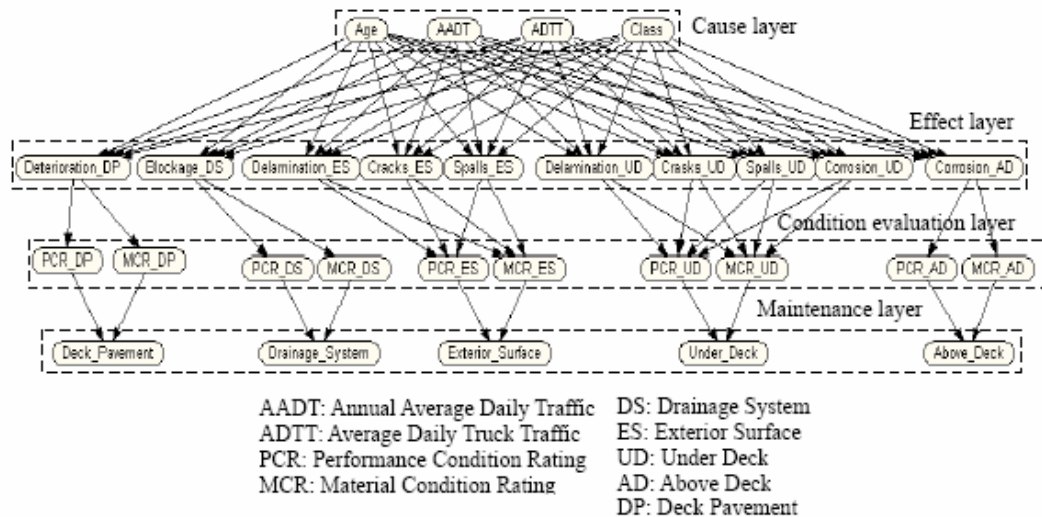 Age AADT ADTT Class
Cause layer
Effect layer
Deterioration_DP Blockage_DS Delamination_ES Cracks_ES Spalls_ES Delamination_UD Cracks_UD Spalls_UD Corrosion_UD Corrosion_AD
Condition evaluation layer
PCR_DP MCR_DP PCR_DS MCR_DS PCR_ES MCR_ES PCR_UD MCR_UD PCR_AD MCR_AD
Maintenance layer
Deck_Pavement Drainage_System Exterior_Surface Under_Deck Above_Deck
AADT: Annual Average Daily Traffic
ADTT: Average Daily Truck Traffic
PCR: Performance Condition Rating
MCR: Material Condition Rating
DS: Drainage System
ES: Exterior Surface
UD: Under Deck
AD: Above Deck
DP: Deck Pavement